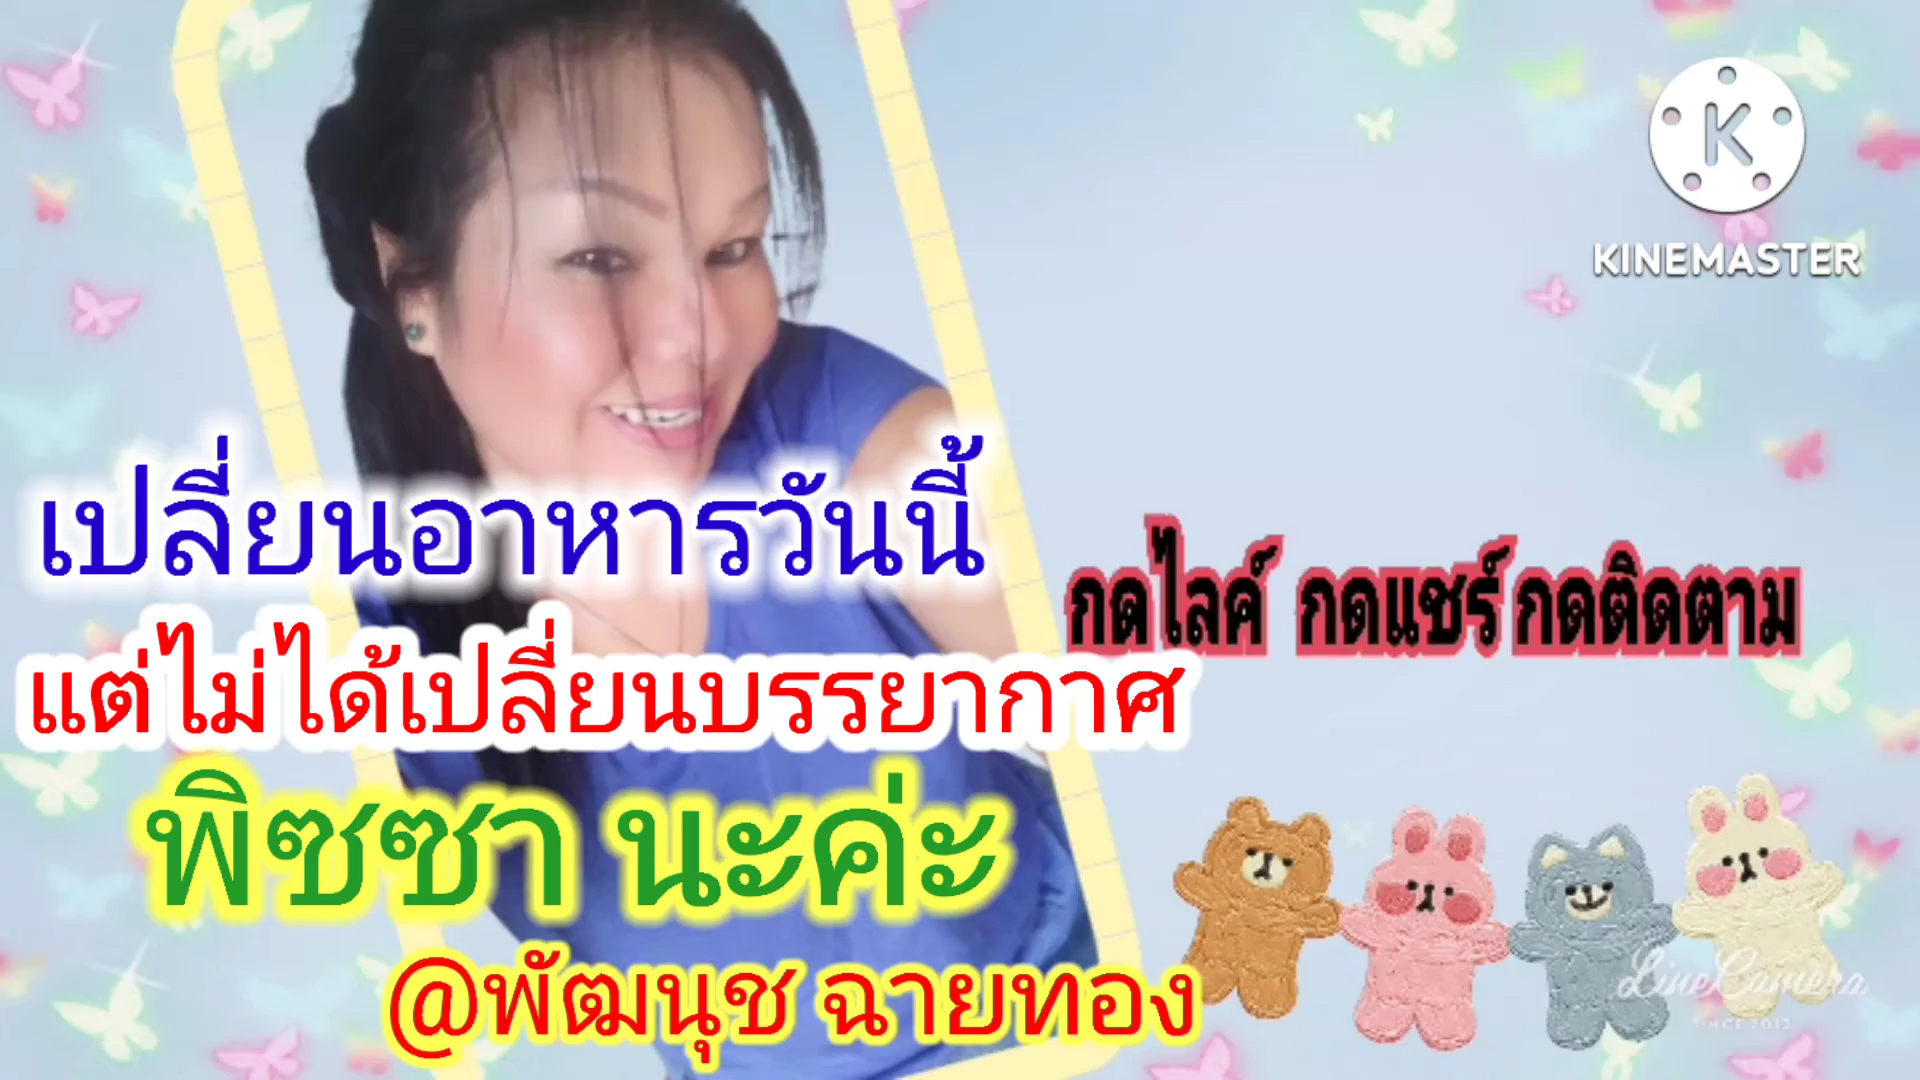 K
KINEMASTER
เปลี่ยนอาหารวันนี้
กดไลค์ กดแชร์ กดติดตาม
แต่ไม่ได้เปลี่ยนบรรยากาศ
พิซซา นะค่ะ
@พัฒนุช ฉายทอง
LineCamera
SINCE 2012